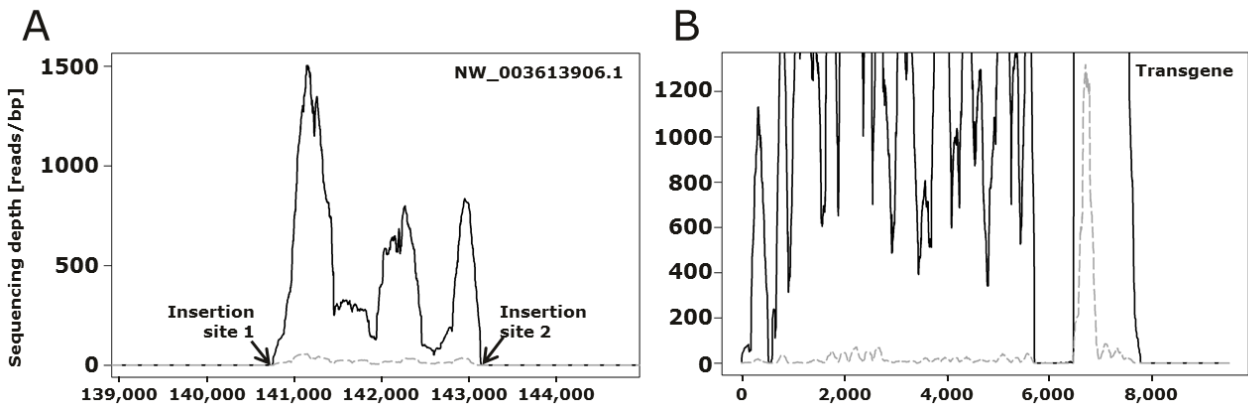 A
B
Sequencing depth [reads/bp]
1500
1000
500
0
NW_003613906.1
Insertion
site 1
Insertion
site 2
139,000 140,000 141,000 142,000 143,000 144,000
1200
1000
800
600
400
200
0
Transgene
0 2,000 4,000 6,000 8,000